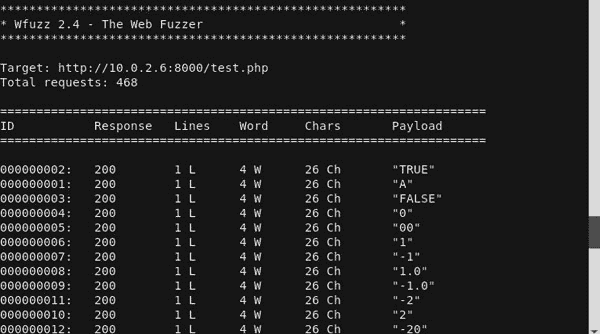 ********************************************************
* Wfuzz 2.4 - The Web Fuzzer                           *
********************************************************
Target: http://10.0.2.6:8000/test.php
Total requests: 468
===================================================================
ID           Response   Lines    Word     Chars       Payload
===================================================================
000000002:   200        1 L      4 W      26 Ch       "TRUE"
000000001:   200        1 L      4 W      26 Ch       "A"
000000003:   200        1 L      4 W      26 Ch       "FALSE"
000000004:   200        1 L      4 W      26 Ch       "0"
000000005:   200        1 L      4 W      26 Ch       "00"
000000006:   200        1 L      4 W      26 Ch       "1"
000000007:   200        1 L      4 W      26 Ch       "-1"
000000008:   200        1 L      4 W      26 Ch       "1.0"
000000009:   200        1 L      4 W      26 Ch       "-1.0"
000000011:   200        1 L      4 W      26 Ch       "-2"
000000010:   200        1 L      4 W      26 Ch       "2"
000000012:   200        1 L      4 W      26 Ch       "-20"